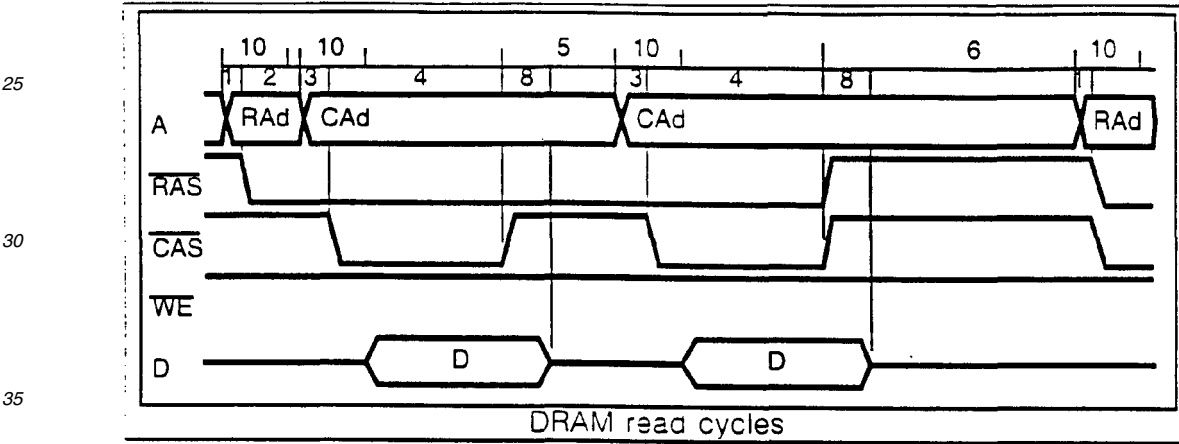 10 10 5 10 6 10
25
1 2 3 4 8 3 4 8 1
A RAd CAd CAd RAd
RAS
30
CAS
WE
D D D
35
DRAM read cycles